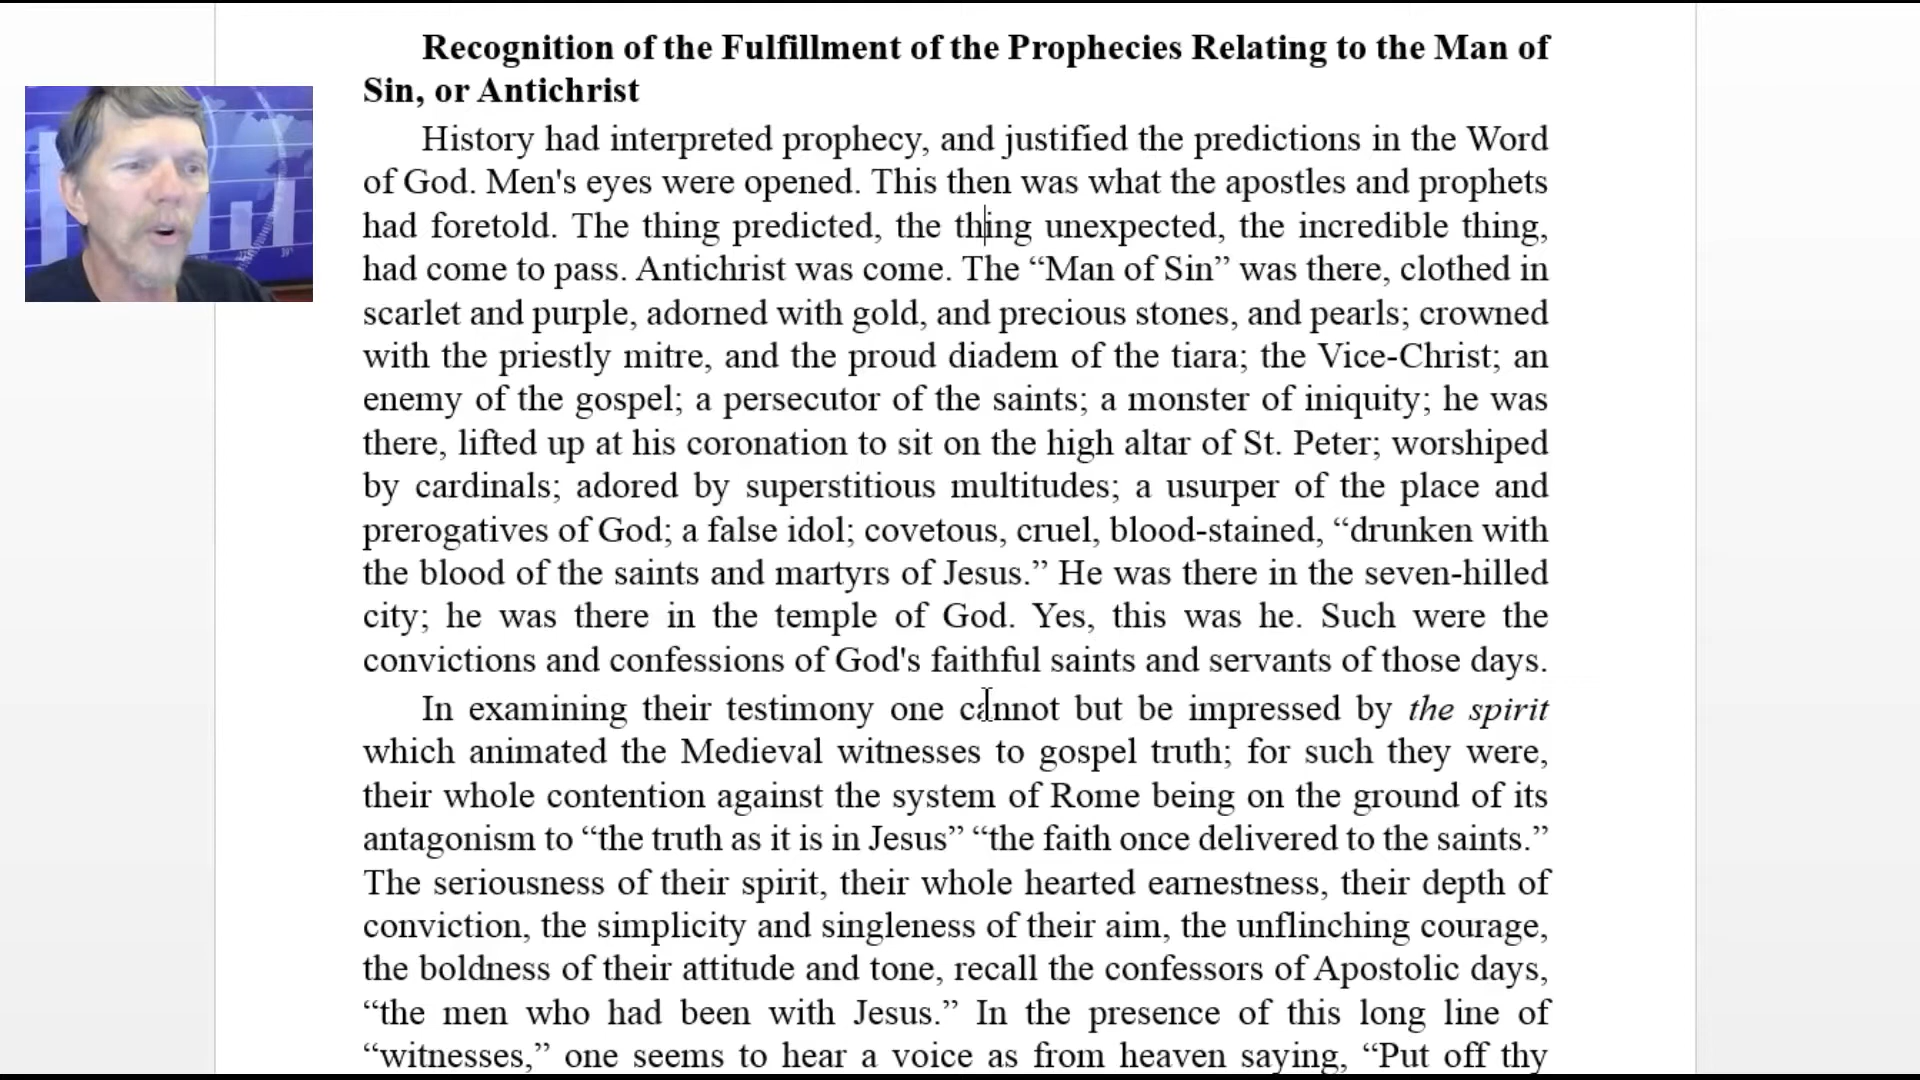 Recognition of the Fulfillment of the Prophecies Relating to the Man of
Sin, or Antichrist
History had interpreted prophecy, and justified the predictions in the Word
of God. Men's eyes were opened. This then was what the apostles and prophets
had foretold. The thing predicted, the thing unexpected, the incredible thing,
had come to pass. Antichrist was come. The “Man of Sin” was there, clothed in
scarlet and purple, adorned with gold, and precious stones, and pearls; crowned
with the priestly mitre, and the proud diadem of the tiara; the Vice-Christ; an
enemy of the gospel; a persecutor of the saints; a monster of iniquity; he was
there, lifted up at his coronation to sit on the high altar of St. Peter; worshiped
by cardinals; adored by superstitious multitudes; a usurper of the place and
prerogatives of God; a false idol; covetous, cruel, blood-stained, “drunken with
the blood of the saints and martyrs of Jesus.” He was there in the seven-hilled
city; he was there in the temple of God. Yes, this was he. Such were the
convictions and confessions of God's faithful saints and servants of those days.
In examining their testimony one cannot but be impressed by the spirit
which animated the Medieval witnesses to gospel truth; for such they were,
their whole contention against the system of Rome being on the ground of its
antagonism to “the truth as it is in Jesus” “the faith once delivered to the saints.”
The seriousness of their spirit, their whole hearted earnestness, their depth of
conviction, the simplicity and singleness of their aim, the unflinching courage,
the boldness of their attitude and tone, recall the confessors of Apostolic days,
“the men who had been with Jesus.” In the presence of this long line of
“witnesses,” one seems to hear a voice as from heaven saying, “Put off thy